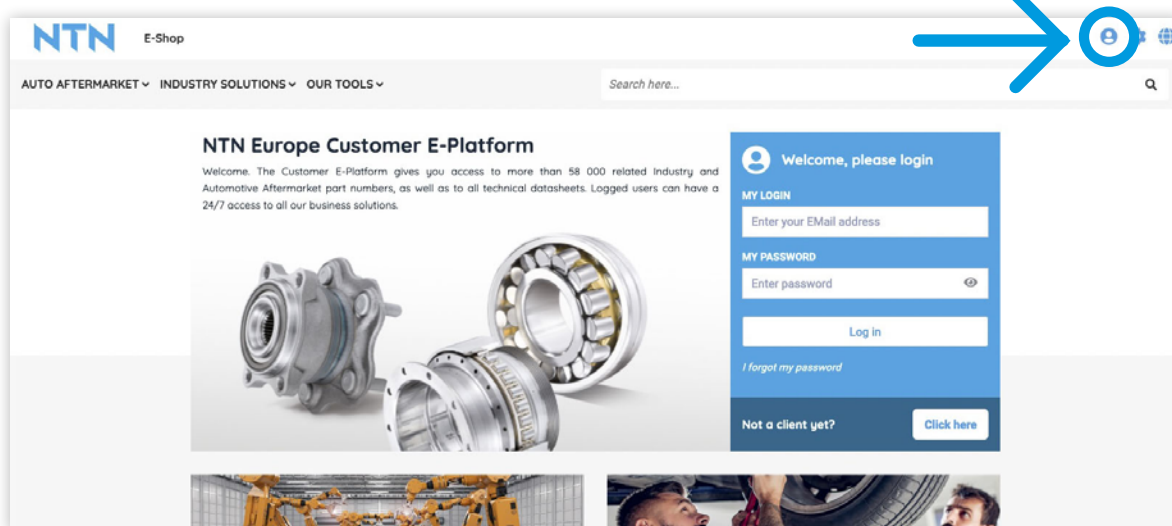 NTN E-Shop
AUTO AFTERMARKET INDUSTRY SOLUTIONS OUR TOOLS Search here...
NTN Europe Customer E-Platform
Welcome. The Customer E-Platform gives you access to more than 58 000 related Industry and
Automotive Aftermarket part numbers, as well as to all technical datasheets. Logged users can have a
24/7 access to all our business solutions.
Welcome, please login
MY LOGIN
Enter your EMail address
MY PASSWORD
Enter password
Log in
I forgot my password
Not a client yet? Click here